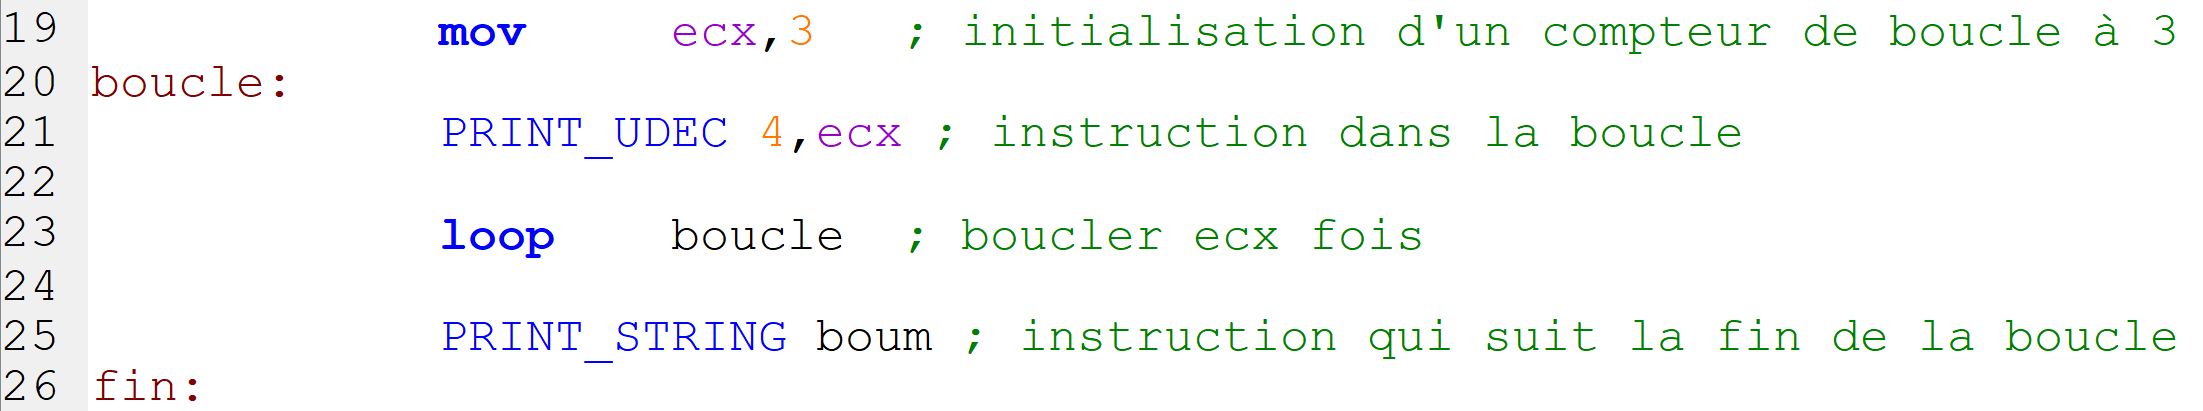 19 mov ecx,3 ; initialisation d'un compteur de boucle à 3
20 boucle:
21 PRINT_UDEC 4,ecx ; instruction dans la boucle
22
23 loop boucle ; boucler ecx fois
24
25 PRINT_STRING boum ; instruction qui suit la fin de la boucle
26 fin: